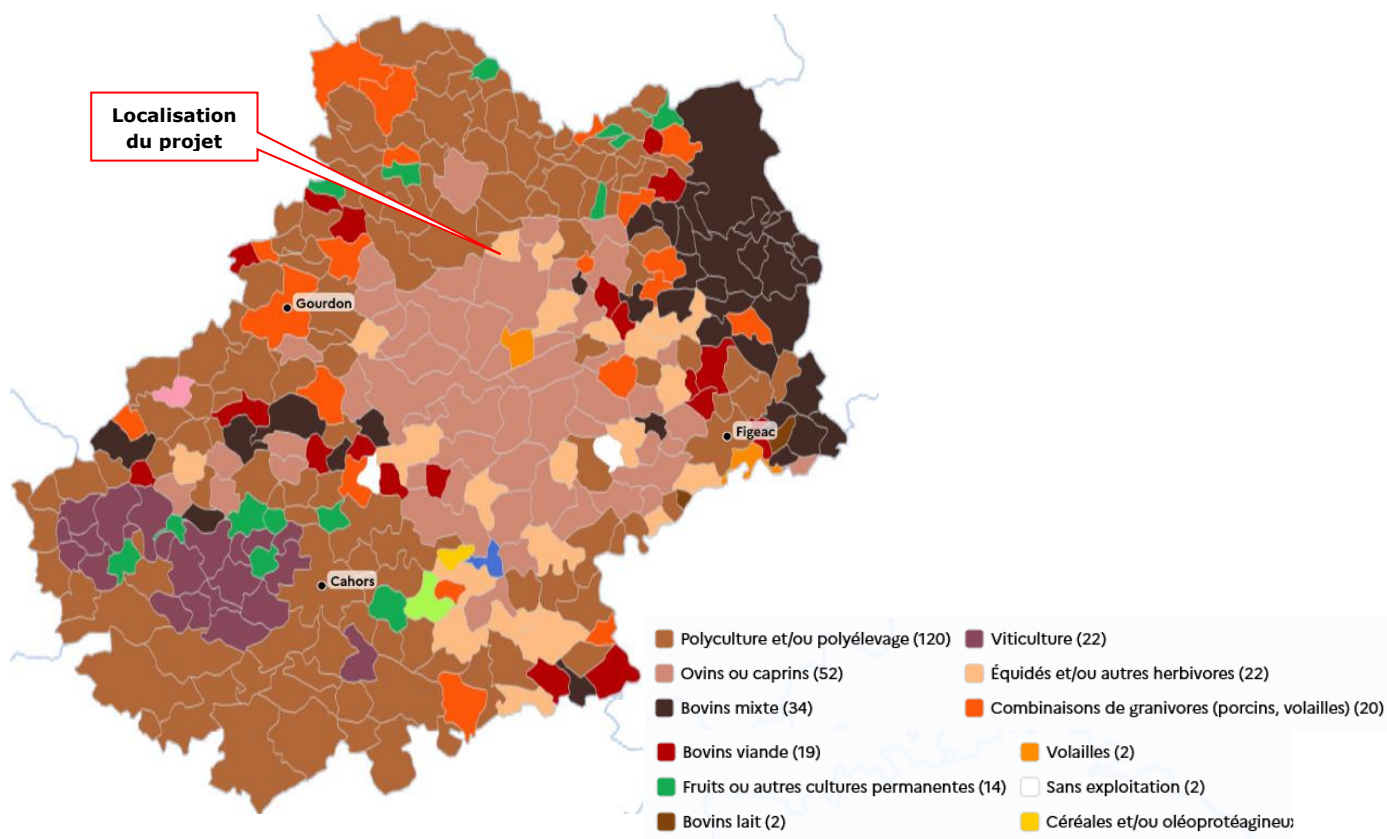 Localisation
du projet
Gourdon
Figeac
Cahors
Polyculture et/ou polyélevage (120)
Viticulture (22)
Ovins ou caprins (52)
Équidés et/ou autres herbivores (22)
Bovins mixte (34)
Combinaisons de granivores (porcins, volailles) (20)
Bovins viande (19)
Volailles (2)
Fruits ou autres cultures permanentes (14)
Sans exploitation (2)
Bovins lait (2)
Céréales et/ou oléoprotéagineux